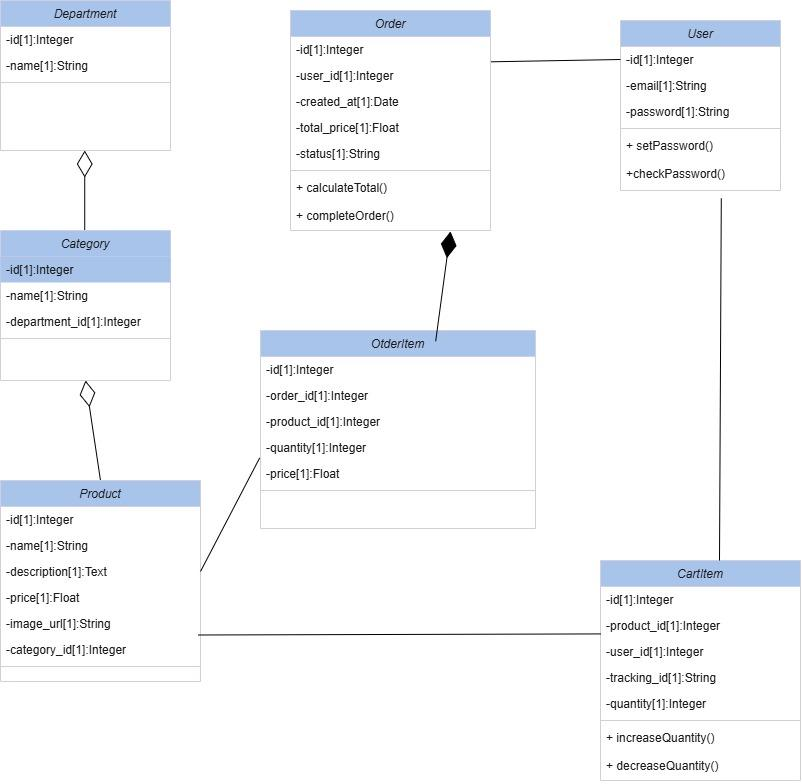 Department
-id[1]:Integer
-name[1]:String
Order
-id[1]:Integer
-user_id[1]:Integer
-created_at[1]:Date
-total_price[1]:Float
-status[1]:String
+ calculateTotal()
+ completeOrder()
User
-id[1]:Integer
-email[1]:String
-password[1]:String
+ setPassword()
+checkPassword()
Category
-id[1]:Integer
-name[1]:String
-department_id[1]:Integer
OtderItem
-id[1]:Integer
-order_id[1]:Integer
-product_id[1]:Integer
-quantity[1]:Integer
-price[1]:Float
Product
-id[1]:Integer
-name[1]:String
-description[1]:Text
-price[1]:Float
-image_url[1]:String
-category_id[1]:Integer
CartItem
-id[1]:Integer
-product_id[1]:Integer
-user_id[1]:Integer
-tracking_id[1]:String
-quantity[1]:Integer
+ increaseQuantity()
+ decreaseQuantity()